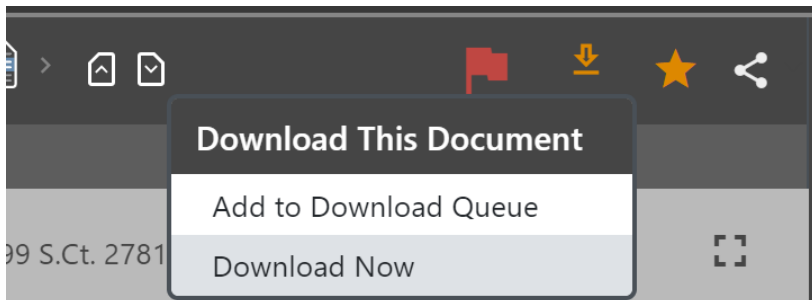 Download This Document
Add to Download Queue
99 S.Ct. 2781
Download Now